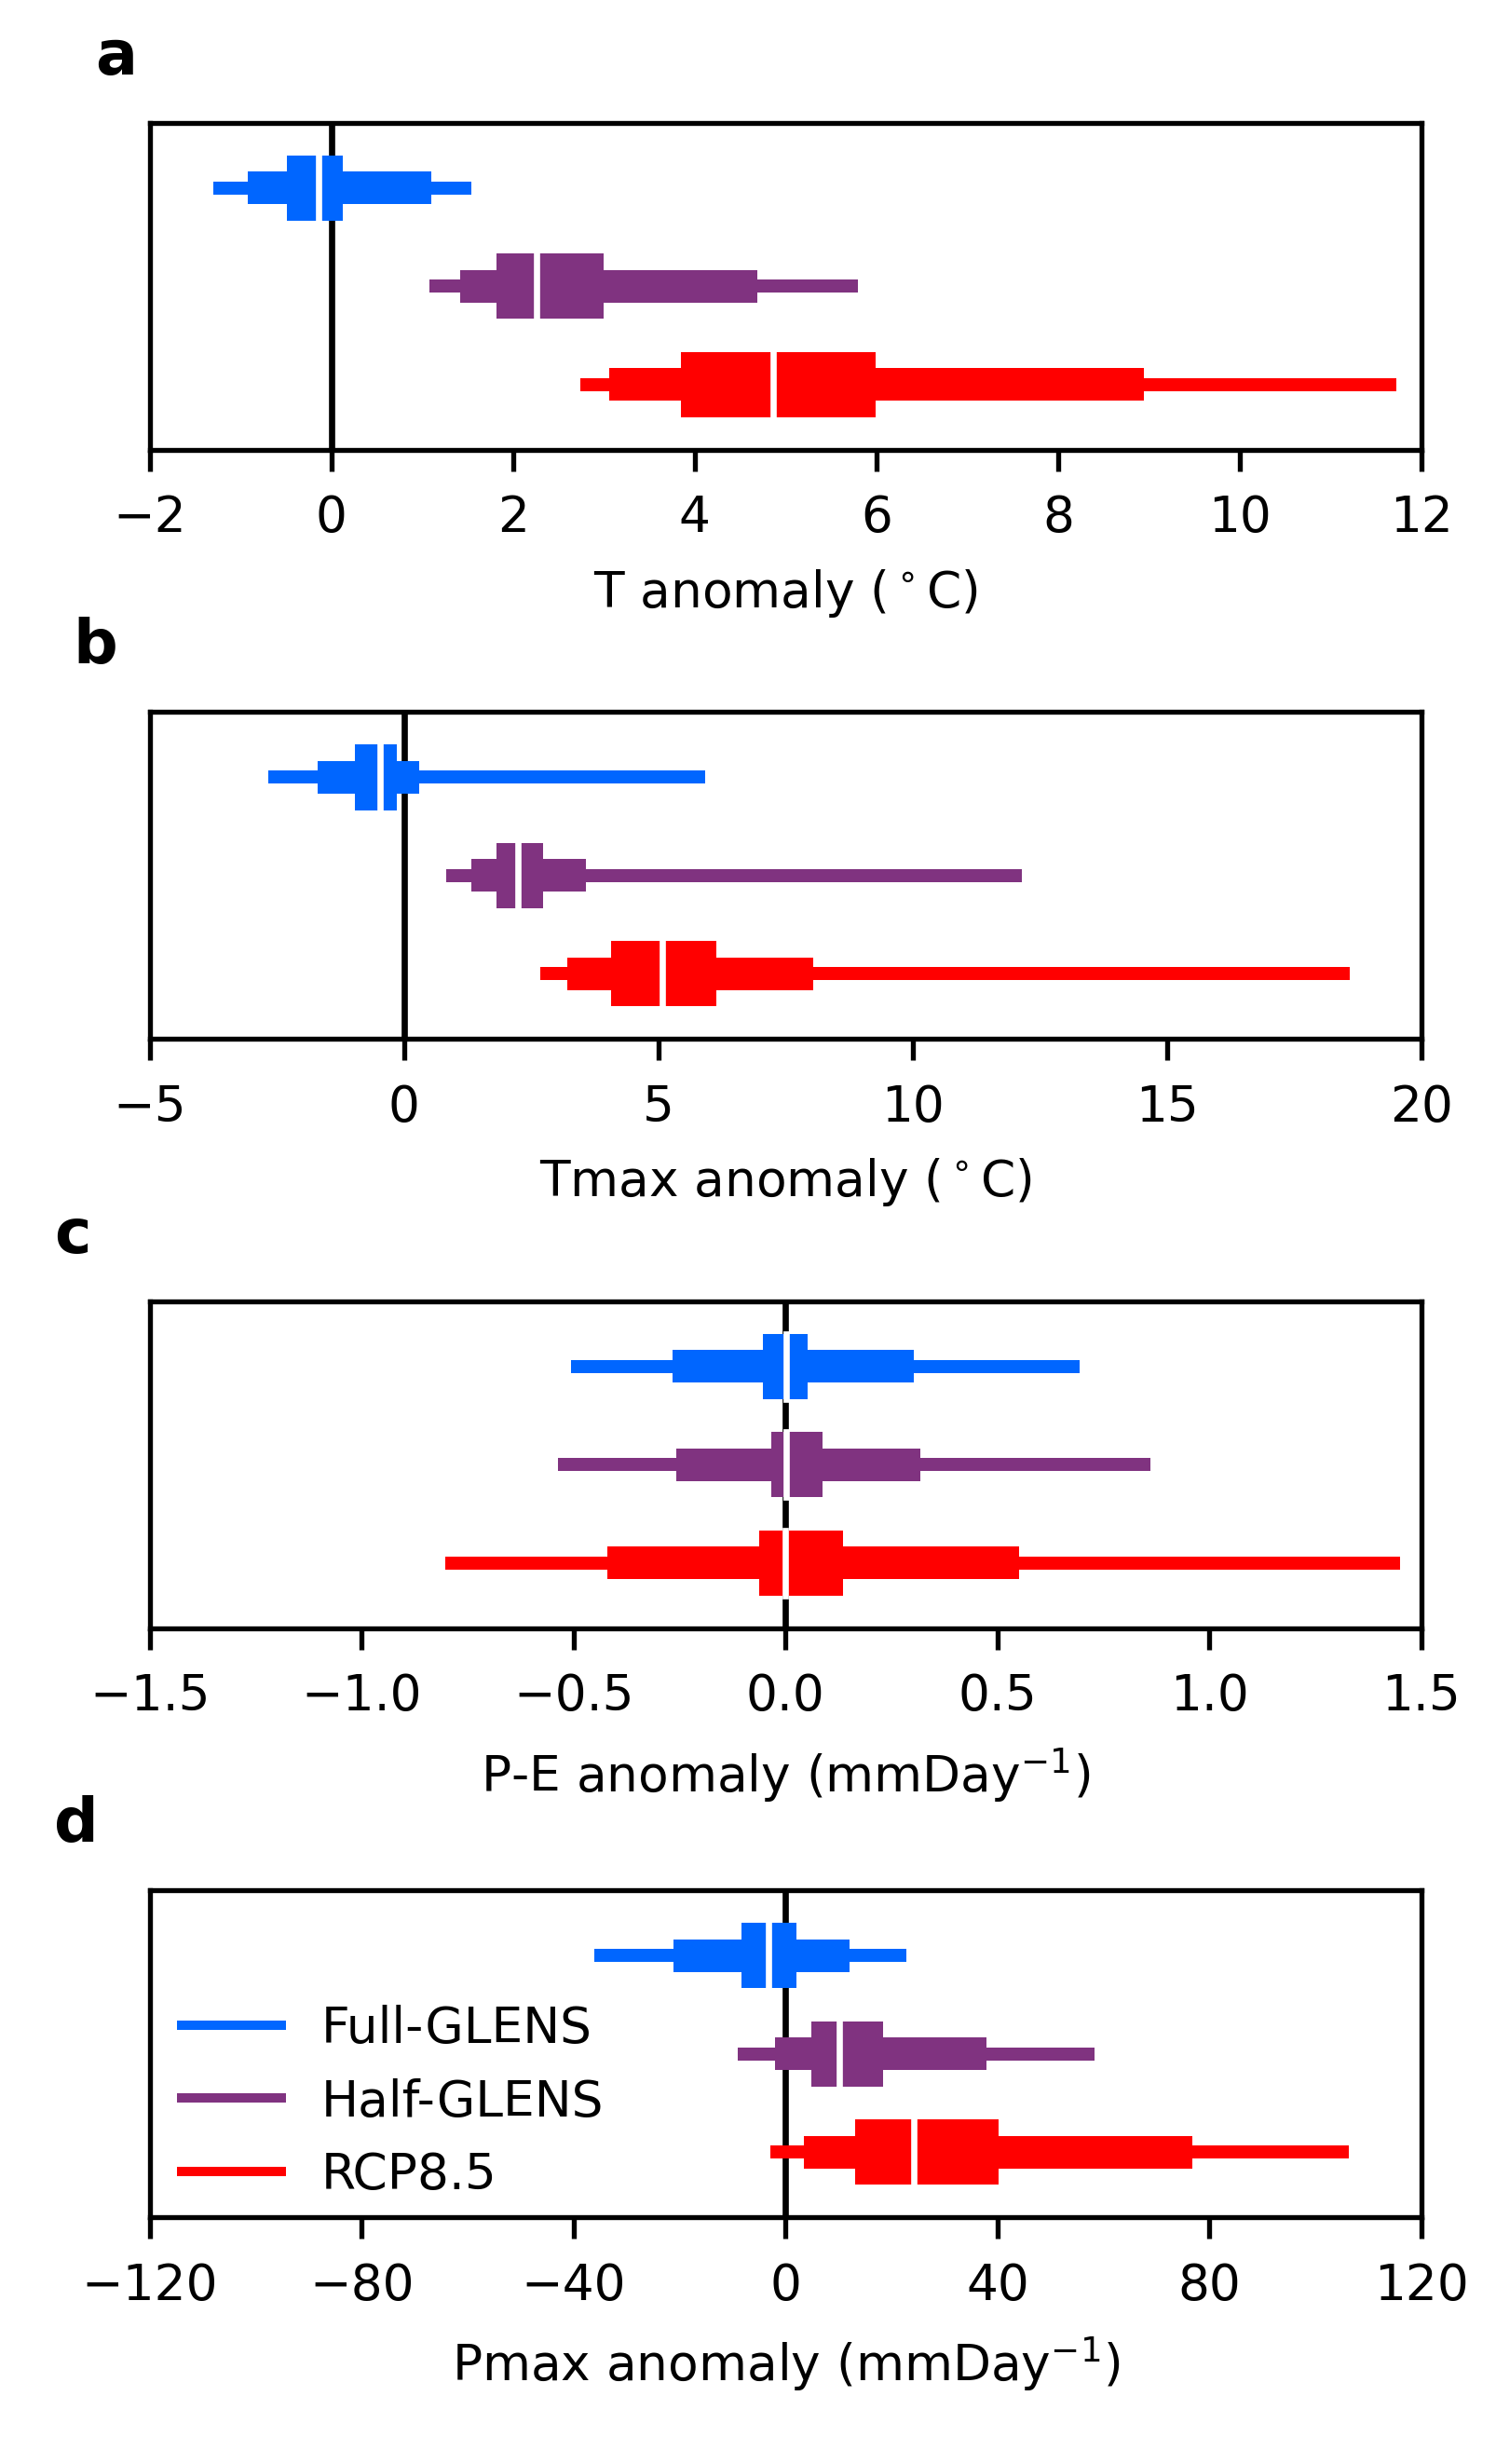 a
−2 0 2 4 6 8 10 12
T anomaly (°C)
b
−5 0 5 10 15 20
Tmax anomaly (°C)
c
−1.5 −1.0 −0.5 0.0 0.5 1.0 1.5
P-E anomaly (mmDay⁻¹)
d
Full-GLENS
Half-GLENS
RCP8.5
−120 −80 −40 0 40 80 120
Pmax anomaly (mmDay⁻¹)